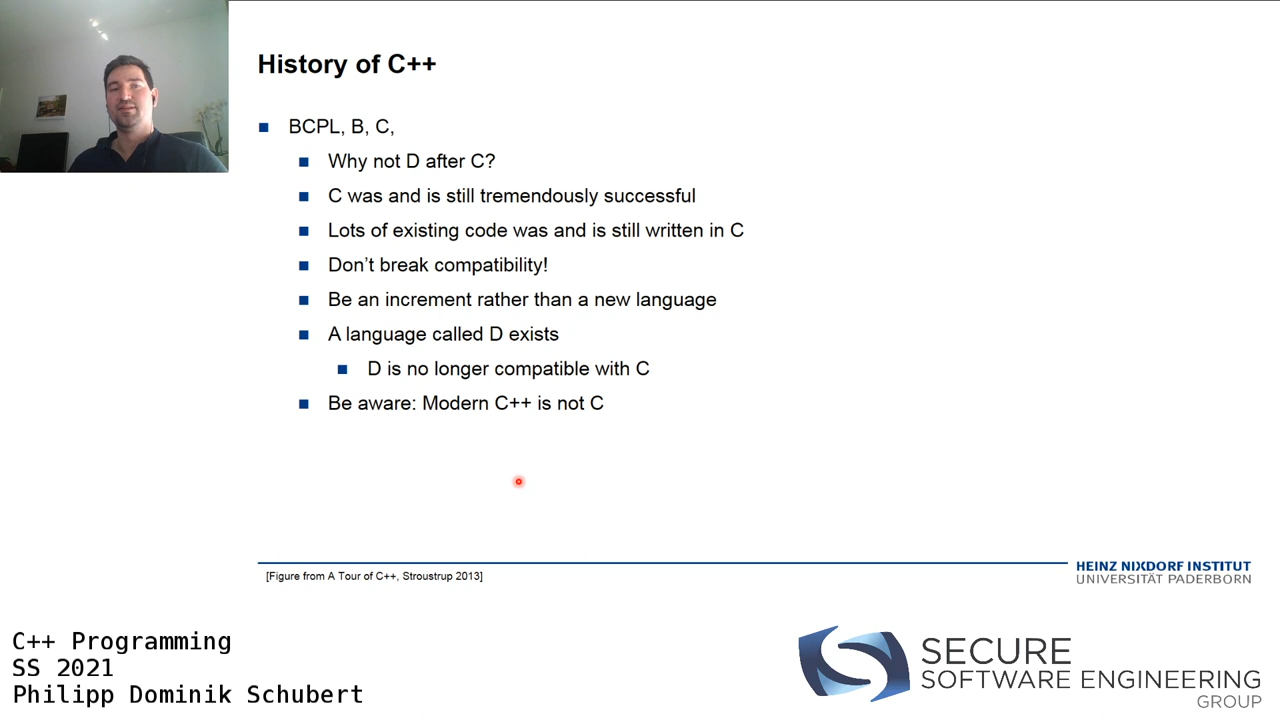 History of C++
BCPL, B, C,
Why not D after C?
C was and is still tremendously successful
Lots of existing code was and is still written in C
Don’t break compatibility!
Be an increment rather than a new language
A language called D exists
D is no longer compatible with C
Be aware: Modern C++ is not C
[Figure from A Tour of C++, Stroustrup 2013]
HEINZ NIXDORF INSTITUT
UNIVERSITÄT PADERBORN
C++ Programming
SS 2021
Philipp Dominik Schubert
SECURE
SOFTWARE ENGINEERING
GROUP